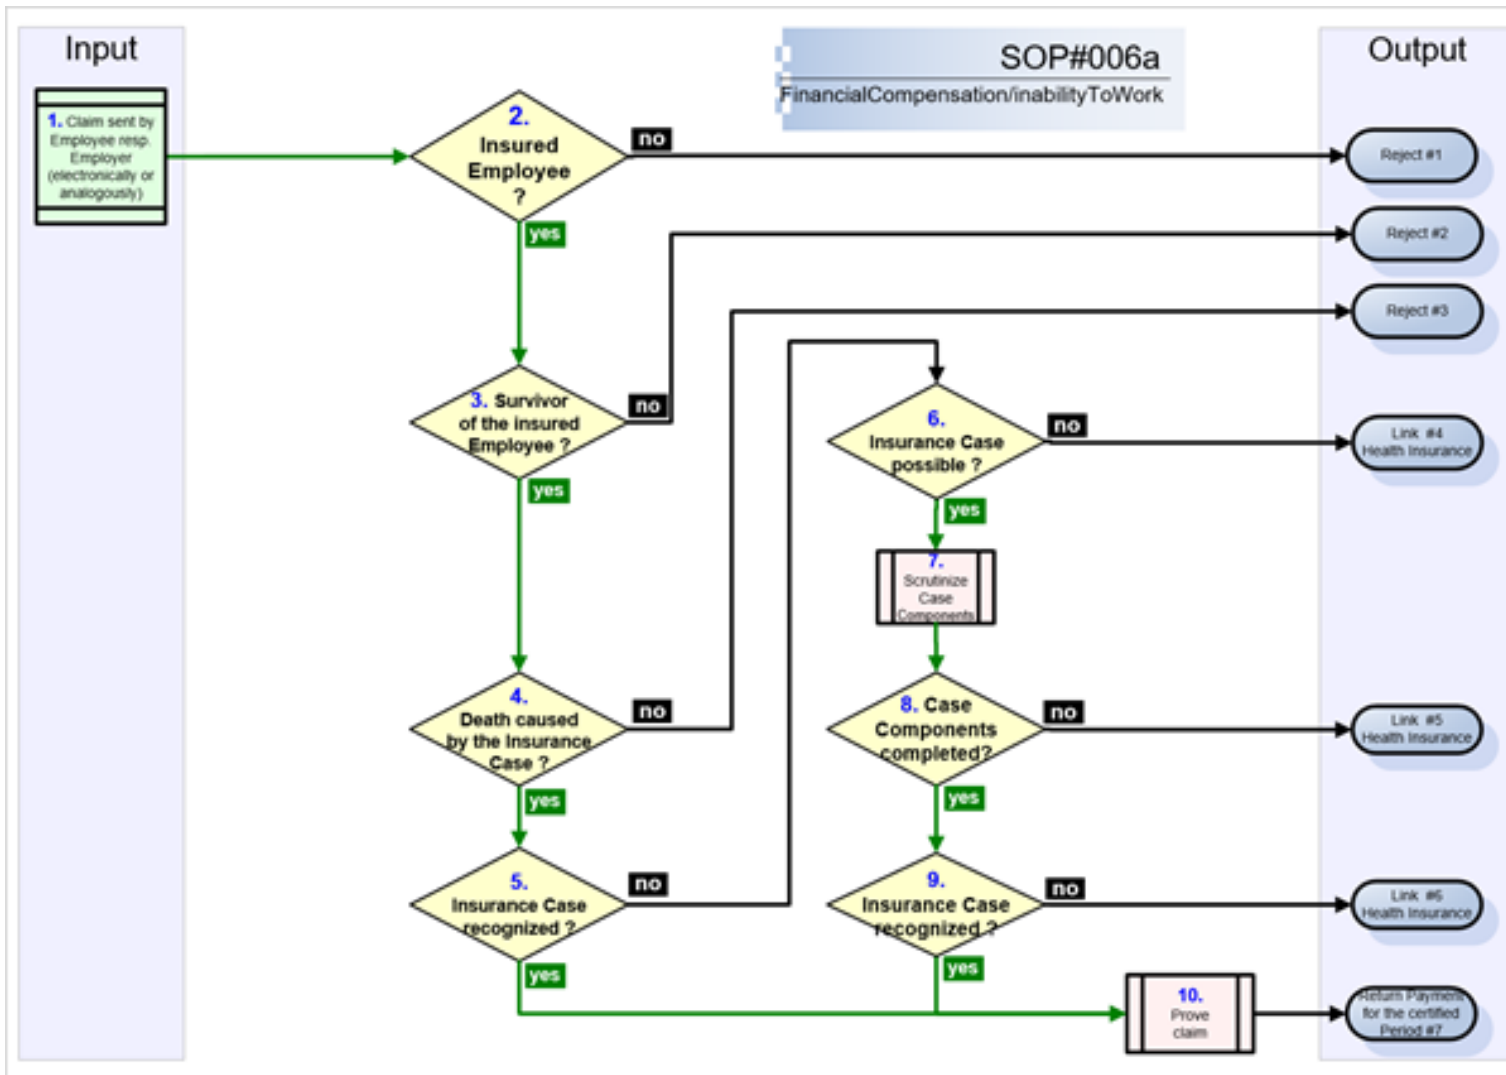 Input
SOP#006a
FinancialCompensation/inabilityToWork
Output
1. Claim sent by
Employee resp.
Employer
(electronically or
analogously)
2.
Insured
Employee
?
no
yes
Reject #1
Reject #2
Reject #3
3. Survivor
of the insured
Employee ?
no
yes
6.
Insurance Case
possible ?
no
yes
Link #4
Health Insurance
7.
Scrutinize
Case
Components
4.
Death caused
by the Insurance
Case ?
no
yes
8. Case
Components
completed?
no
yes
Link #5
Health Insurance
5.
Insurance Case
recognized ?
no
yes
9.
Insurance Case
recognized ?
no
yes
Link #6
Health Insurance
10.
Prove
claim
Return Payment
for the certified
Period #7